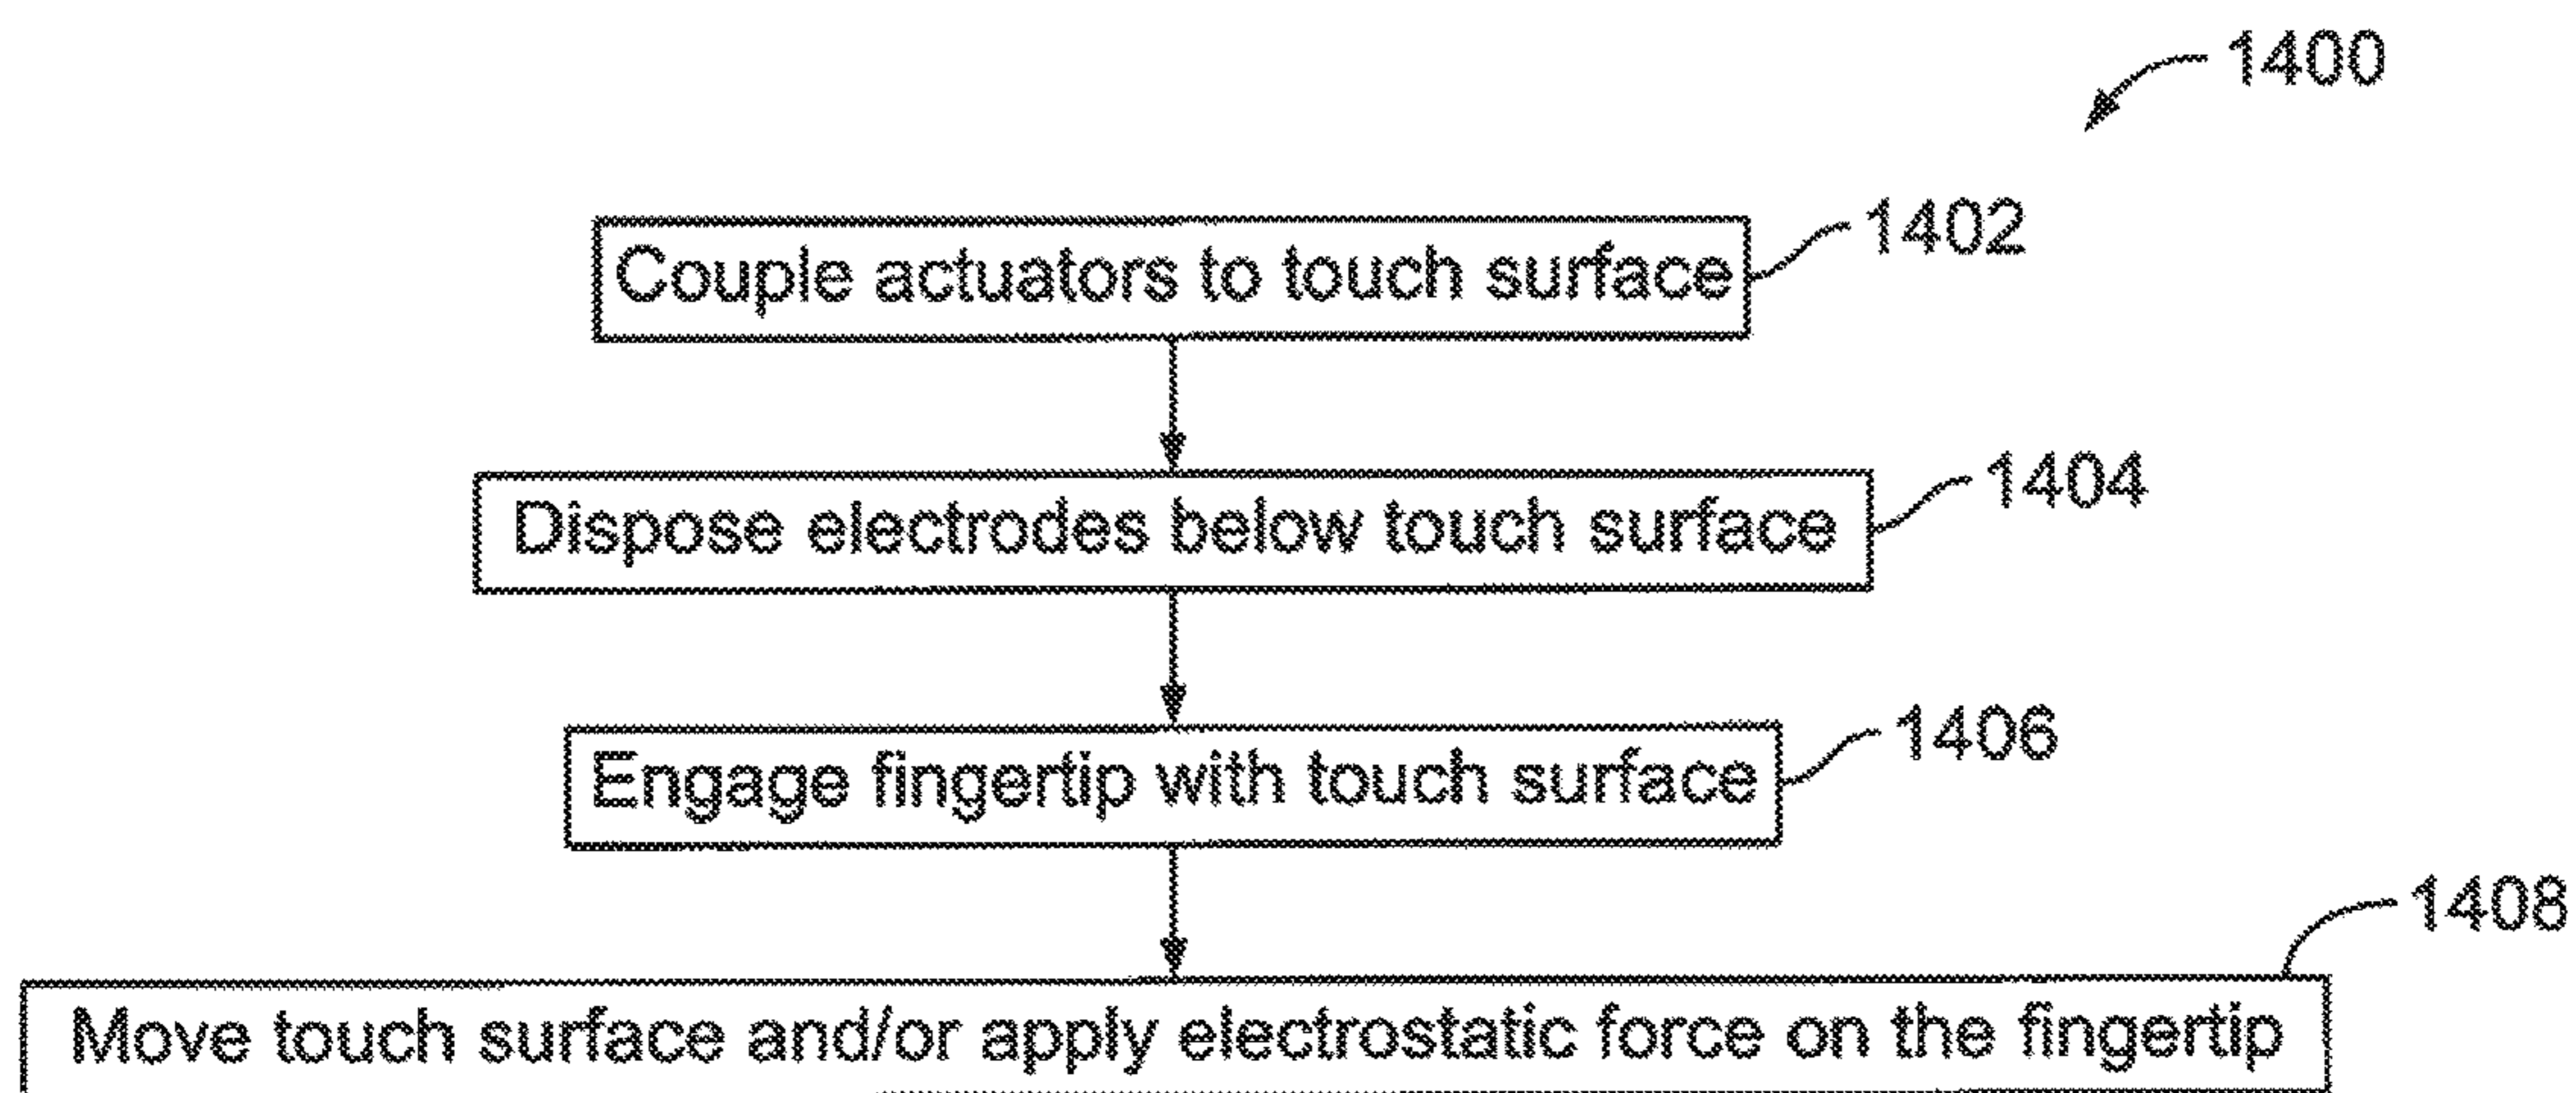 1400
Couple actuators to touch surface
1402
Dispose electrodes below touch surface
1404
Engage fingertip with touch surface
1406
Move touch surface and/or apply electrostatic force on the fingertip
1408